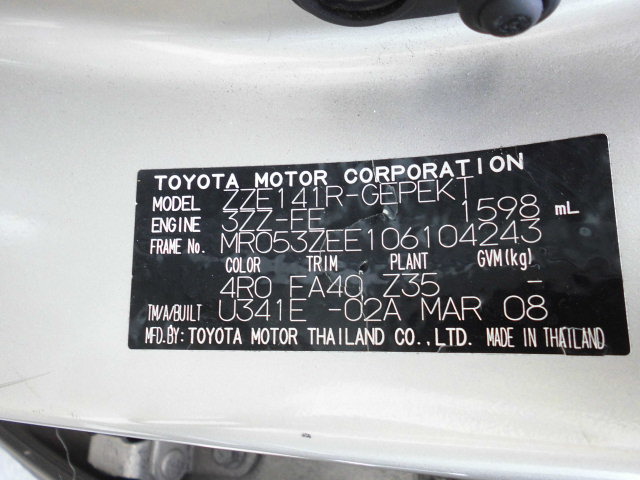 TOYOTA MOTOR CORPORATION
MODEL ZZE141R-GEPEKT
ENGINE 3ZZ-FE 1598 mL
FRAME No. MR053ZEE106104243
COLOR TRIM PLANT GVM(kg)
4R0 FA40 Z35 -
TM/A/BUILT U341E -02A MAR 08
MFD.BY: TOYOTA MOTOR THAILAND CO.,LTD. MADE IN THAILAND